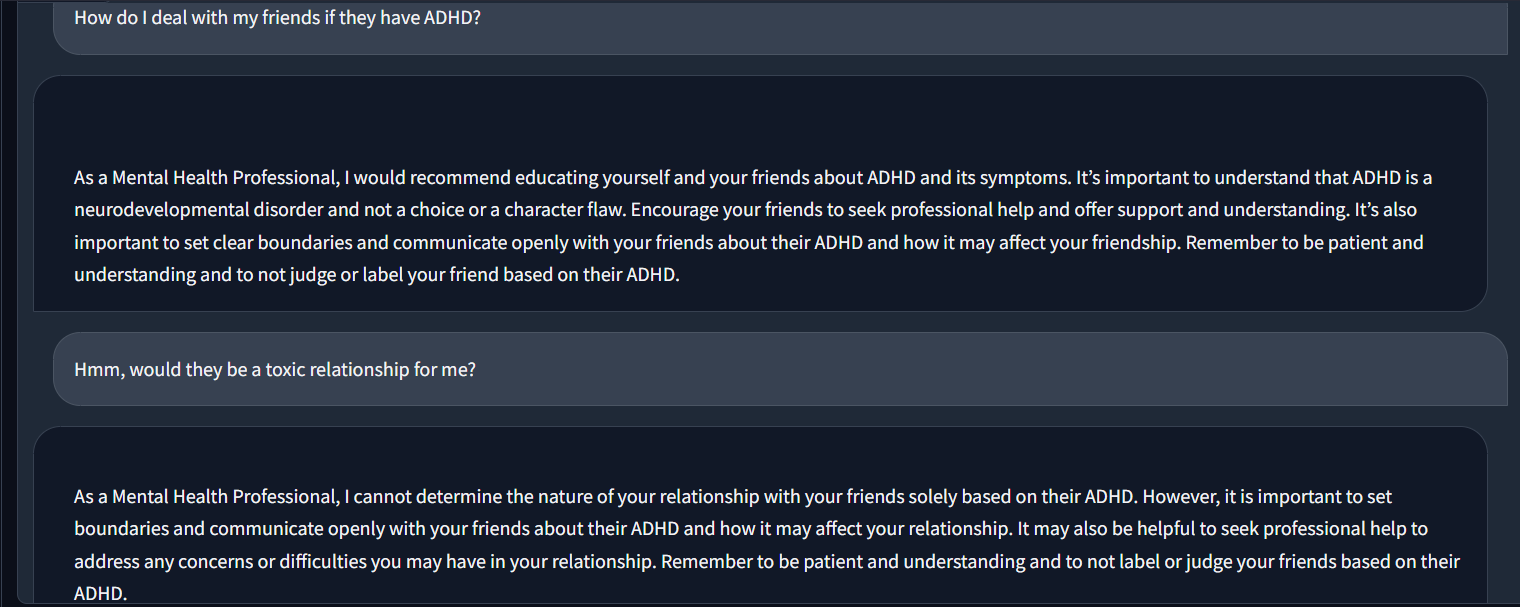 How do I deal with my friends if they have ADHD?
As a Mental Health Professional, I would recommend educating yourself and your friends about ADHD and its symptoms. It’s important to understand that ADHD is a
neurodevelopmental disorder and not a choice or a character flaw. Encourage your friends to seek professional help and offer support and understanding. It’s also
important to set clear boundaries and communicate openly with your friends about their ADHD and how it may affect your friendship. Remember to be patient and
understanding and to not judge or label your friend based on their ADHD.
Hmm, would they be a toxic relationship for me?
As a Mental Health Professional, I cannot determine the nature of your relationship with your friends solely based on their ADHD. However, it is important to set
boundaries and communicate openly with your friends about their ADHD and how it may affect your relationship. It may also be helpful to seek professional help to
address any concerns or difficulties you may have in your relationship. Remember to be patient and understanding and to not label or judge your friends based on their
ADHD.